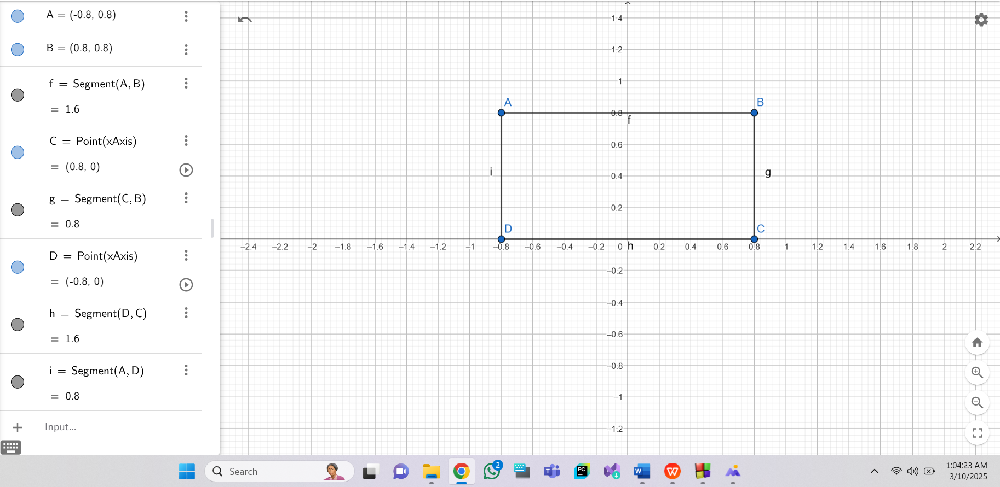 A = (-0.8, 0.8)
B = (0.8, 0.8)
f = Segment(A, B)
= 1.6
C = Point(xAxis)
= (0.8, 0)
g = Segment(C, B)
= 0.8
D = Point(xAxis)
= (-0.8, 0)
h = Segment(D, C)
= 1.6
i = Segment(A, D)
= 0.8
+ Input...
1.4
1.2
1
A
B
0.8
f
0.6
i
0.4
g
0.2
D
C
–2.4 –2.2 –2 –1.8 –1.6 –1.4 –1.2 –1 –0.8 –0.6 –0.4 –0.2 0 h 0.2 0.4 0.6 0.8 1 1.2 1.4 1.6 1.8 2 2.2
–0.2
–0.4
–0.6
–0.8
–1
–1.2
Search
2
T
PC
W
W
1:04:23 AM
3/10/2025